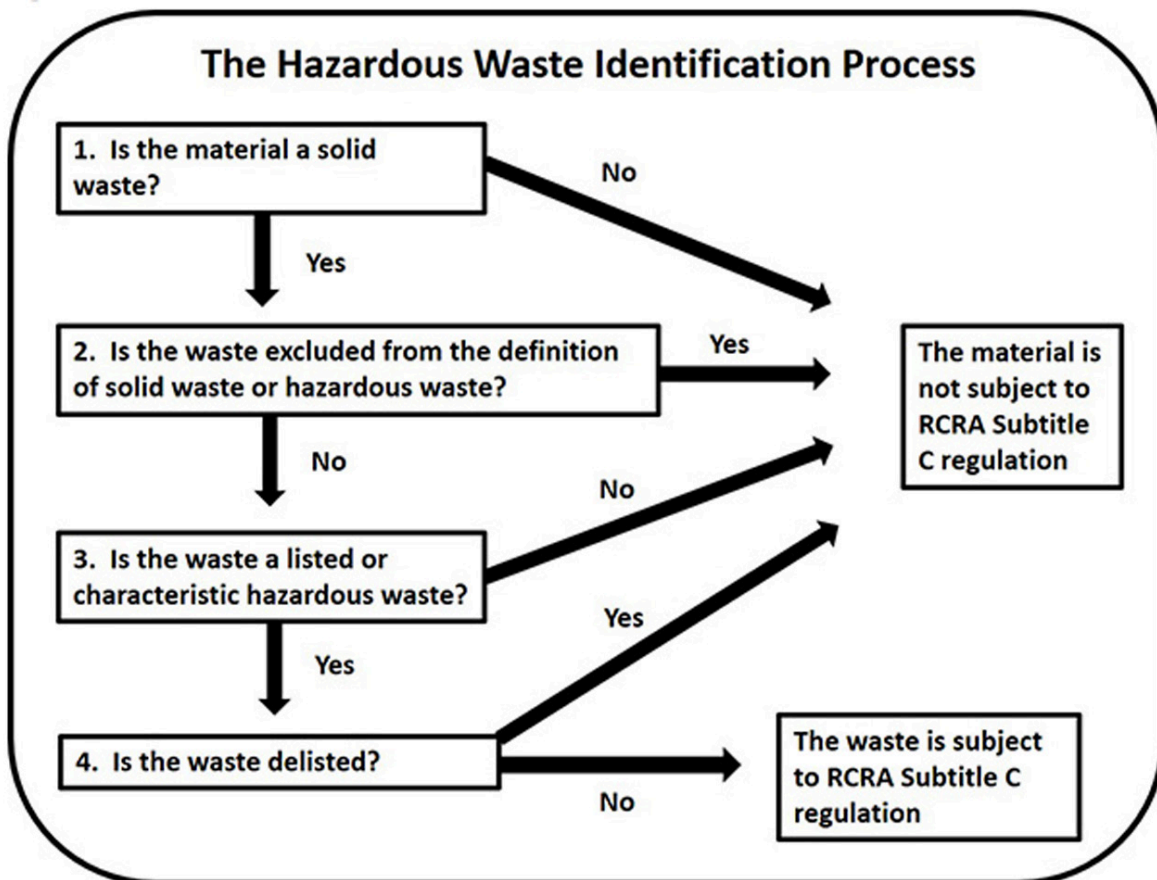 The Hazardous Waste Identification Process
1. Is the material a solid
waste?
No
Yes
2. Is the waste excluded from the definition
of solid waste or hazardous waste?
Yes
The material is
not subject to
RCRA Subtitle
C regulation
No
No
3. Is the waste a listed or
characteristic hazardous waste?
Yes
Yes
4. Is the waste delisted?
No
The waste is subject
to RCRA Subtitle C
regulation